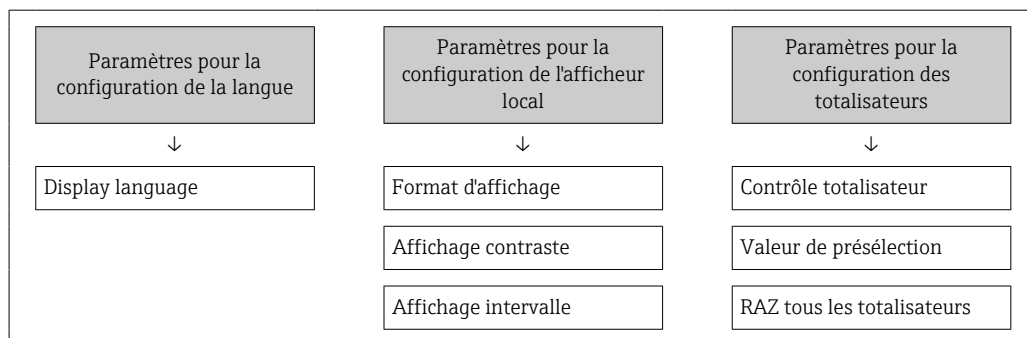 Paramètres pour la
configuration de la langue
↓
Display language
Paramètres pour la
configuration de l'afficheur
local
↓
Format d'affichage
Affichage contraste
Affichage intervalle
Paramètres pour la
configuration des
totalisateurs
↓
Contrôle totalisateur
Valeur de présélection
RAZ tous les totalisateurs